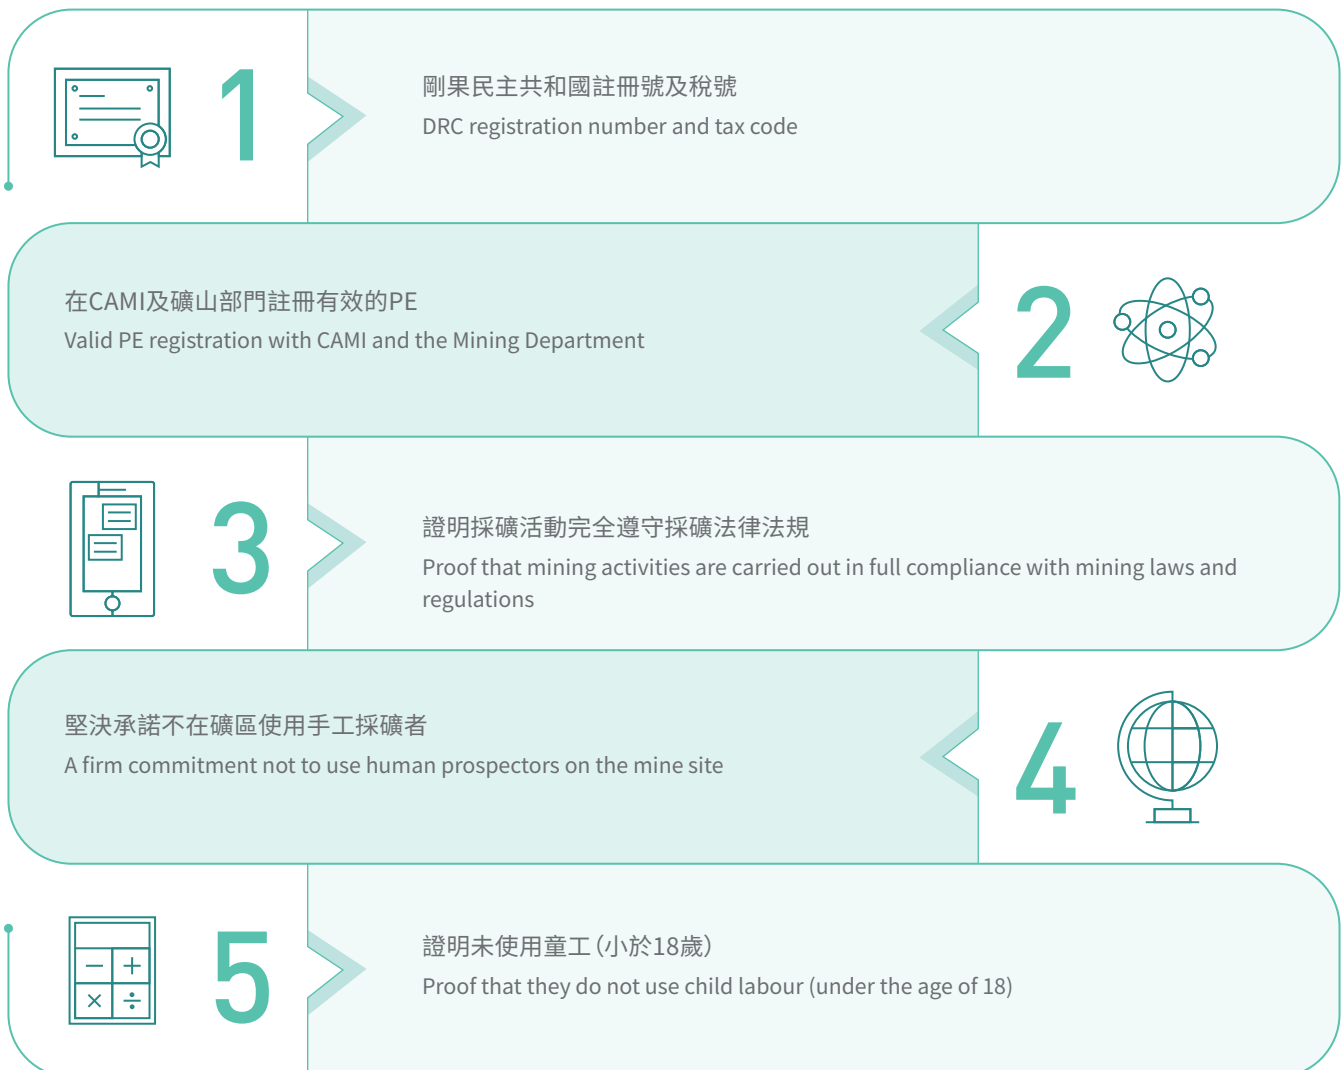 1
剛果民主共和國註冊號及稅號
DRC registration number and tax code
在CAMI及礦山部門註冊有效的PE
Valid PE registration with CAMI and the Mining Department
2
3
證明採礦活動完全遵守採礦法律法規
Proof that mining activities are carried out in full compliance with mining laws and
regulations
堅決承諾不在礦區使用手工採礦者
A firm commitment not to use human prospectors on the mine site
4
5
證明未使用童工（小於18歲）
Proof that they do not use child labour (under the age of 18)